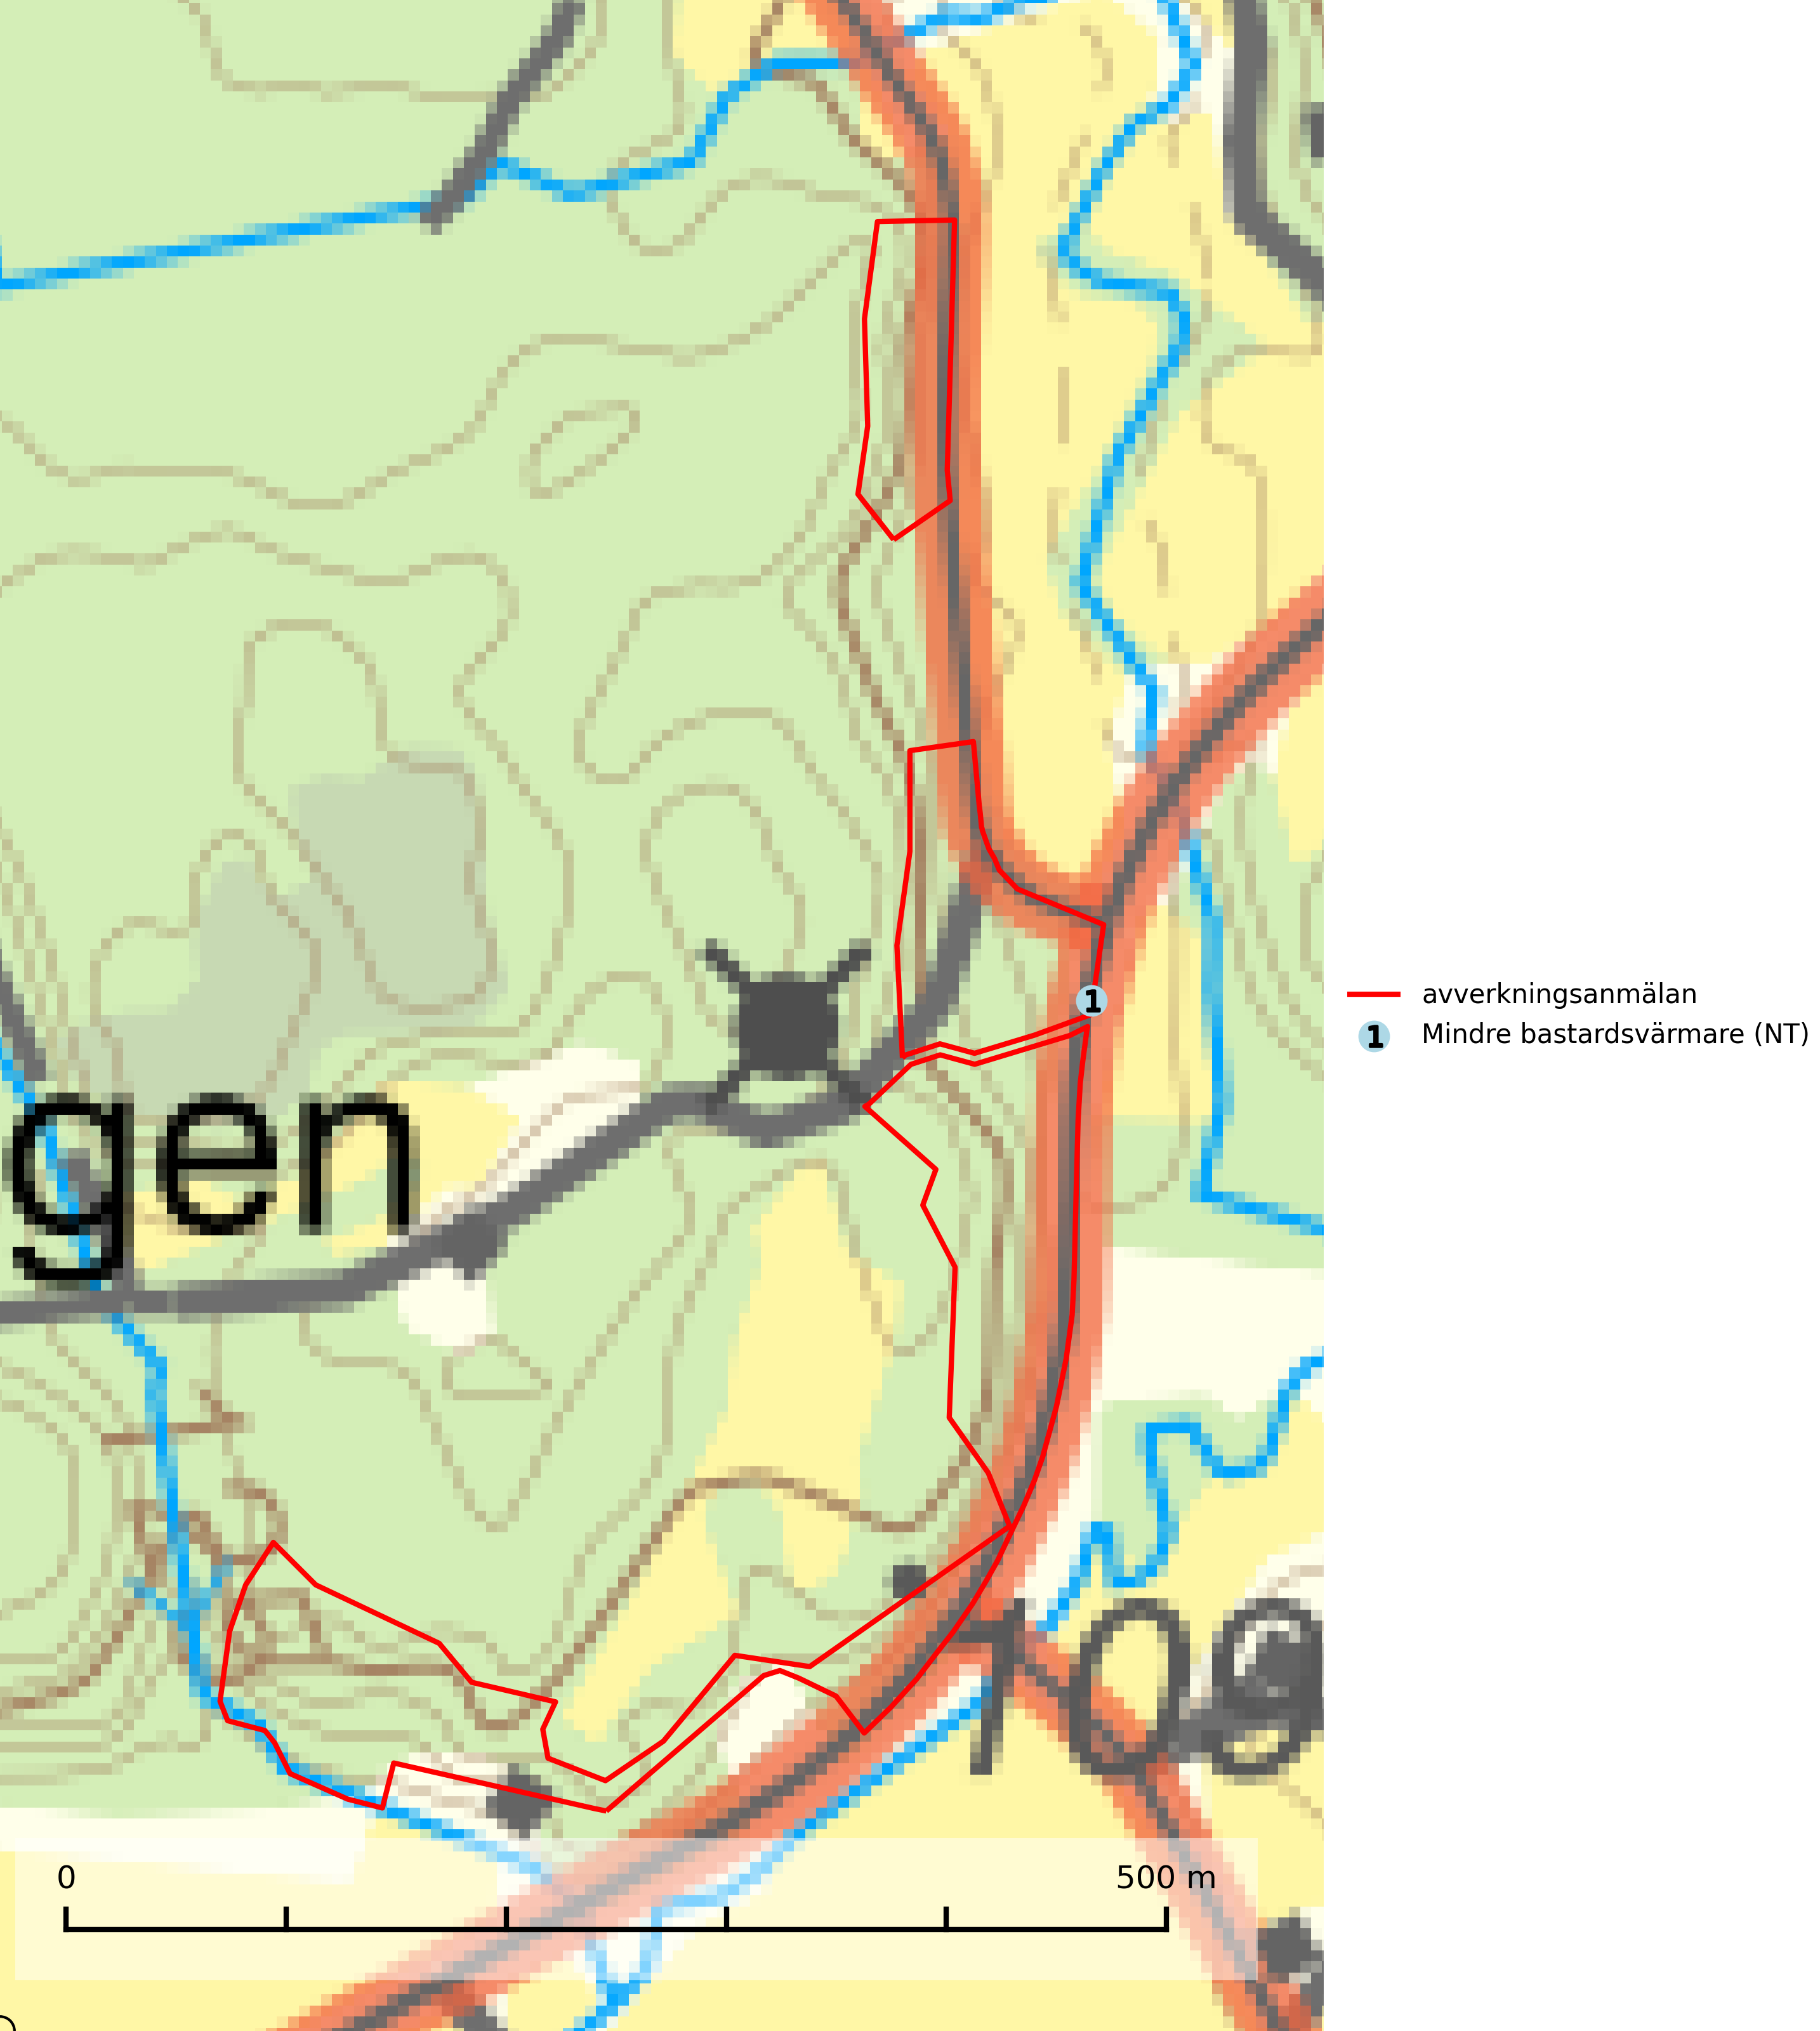 1
avverkningsanmälan
1 Mindre bastardsvärmare (NT)
gen
109
0 500 m